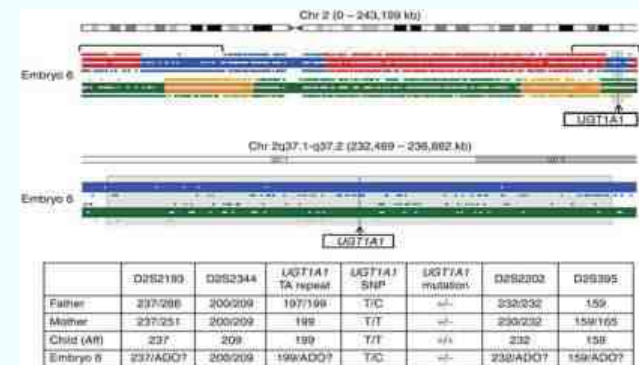 Chr 2 (0 – 243,199 kb)
Embryo 6
UGT1A1
Chr 2q37.1-q37.2 (232,469 – 236,882 kb)
Embryo 6
UGT1A1
D2S2193 D2S2344 UGT1A1 TA repeat UGT1A1 SNP UGT1A1 mutation D2S2202 D2S395
Father 237/266 200/209 197/199 T/C +/- 232/232 159
Mother 237/251 209 199 T/T +/- 230/232 159/165
Child (Aff) 237 209 199 T/T +/+ 232 159
Embryo 6 237/ADO? 200/209 199/ADO? T/C +/- 232/ADO? 159/ADO?